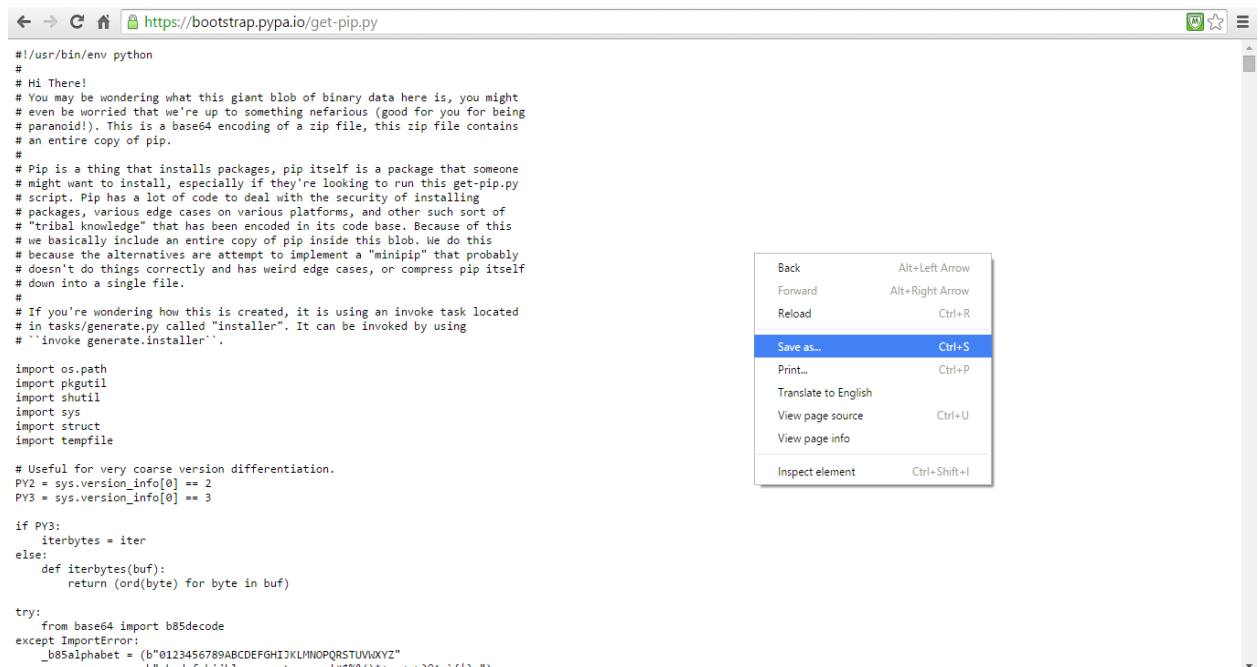 https://bootstrap.pypa.io/get-pip.py
#!/usr/bin/env python
#
# Hi There!
# You may be wondering what this giant blob of binary data here is, you might
# even be worried that we're up to something nefarious (good for you for being
# paranoid!). This is a base64 encoding of a zip file, this zip file contains
# an entire copy of pip.
#
# Pip is a thing that installs packages, pip itself is a package that someone
# might want to install, especially if they're looking to run this get-pip.py
# script. Pip has a lot of code to deal with the security of installing
# packages, various edge cases on various platforms, and other such sort of
# "tribal knowledge" that has been encoded in its code base. Because of this
# we basically include an entire copy of pip inside this blob. We do this
# because the alternatives are attempt to implement a "minipip" that probably
# doesn't do things correctly and has weird edge cases, or compress pip itself
# down into a single file.
#
# If you're wondering how this is created, it is using an invoke task located
# in tasks/generate.py called "installer". It can be invoked by using
# ``invoke generate.installer``.
import os.path
import pkgutil
import shutil
import sys
import struct
import tempfile
# Useful for very coarse version differentiation.
PY2 = sys.version_info[0] == 2
PY3 = sys.version_info[0] == 3
if PY3:
    iterbytes = iter
else:
    def iterbytes(buf):
        return (ord(byte) for byte in buf)
try:
    from base64 import b85decode
except ImportError:
    _b85alphabet = (b"0123456789ABCDEFGHIJKLMNOPQRSTUVWXYZ"
Back Alt+Left Arrow
Forward Alt+Right Arrow
Reload Ctrl+R
Save as... Ctrl+S
Print... Ctrl+P
Translate to English
View page source Ctrl+U
View page info
Inspect element Ctrl+Shift+I